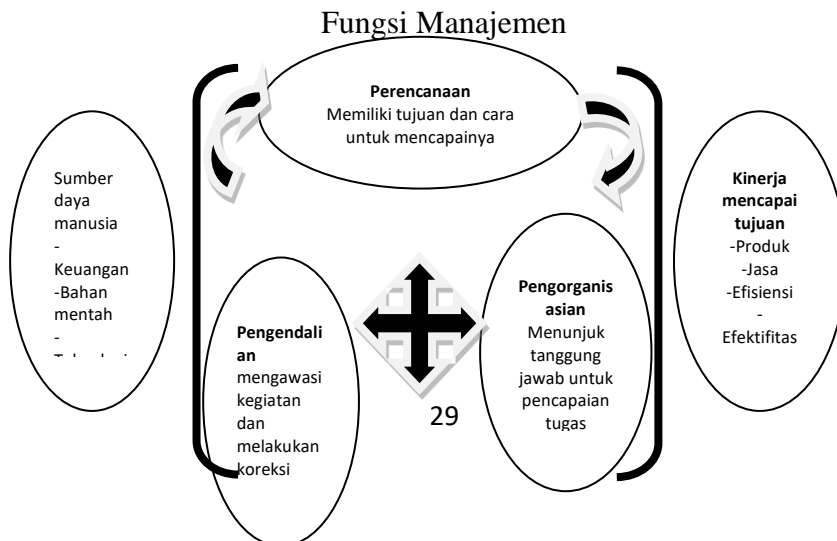 Fungsi Manajemen
Perencanaan
Memiliki tujuan dan cara
untuk mencapainya
Sumber
daya
manusia
-
Keuangan
-Bahan
mentah
-
Kinerja
mencapai
tujuan
-Produk
-Jasa
-Efisiensi
-
Efektifitas
Pengendali
an
mengawasi
kegiatan
dan
melakukan
koreksi
Pengorganis
asian
Menunjuk
tanggung
jawab untuk
pencapaian
tugas
29